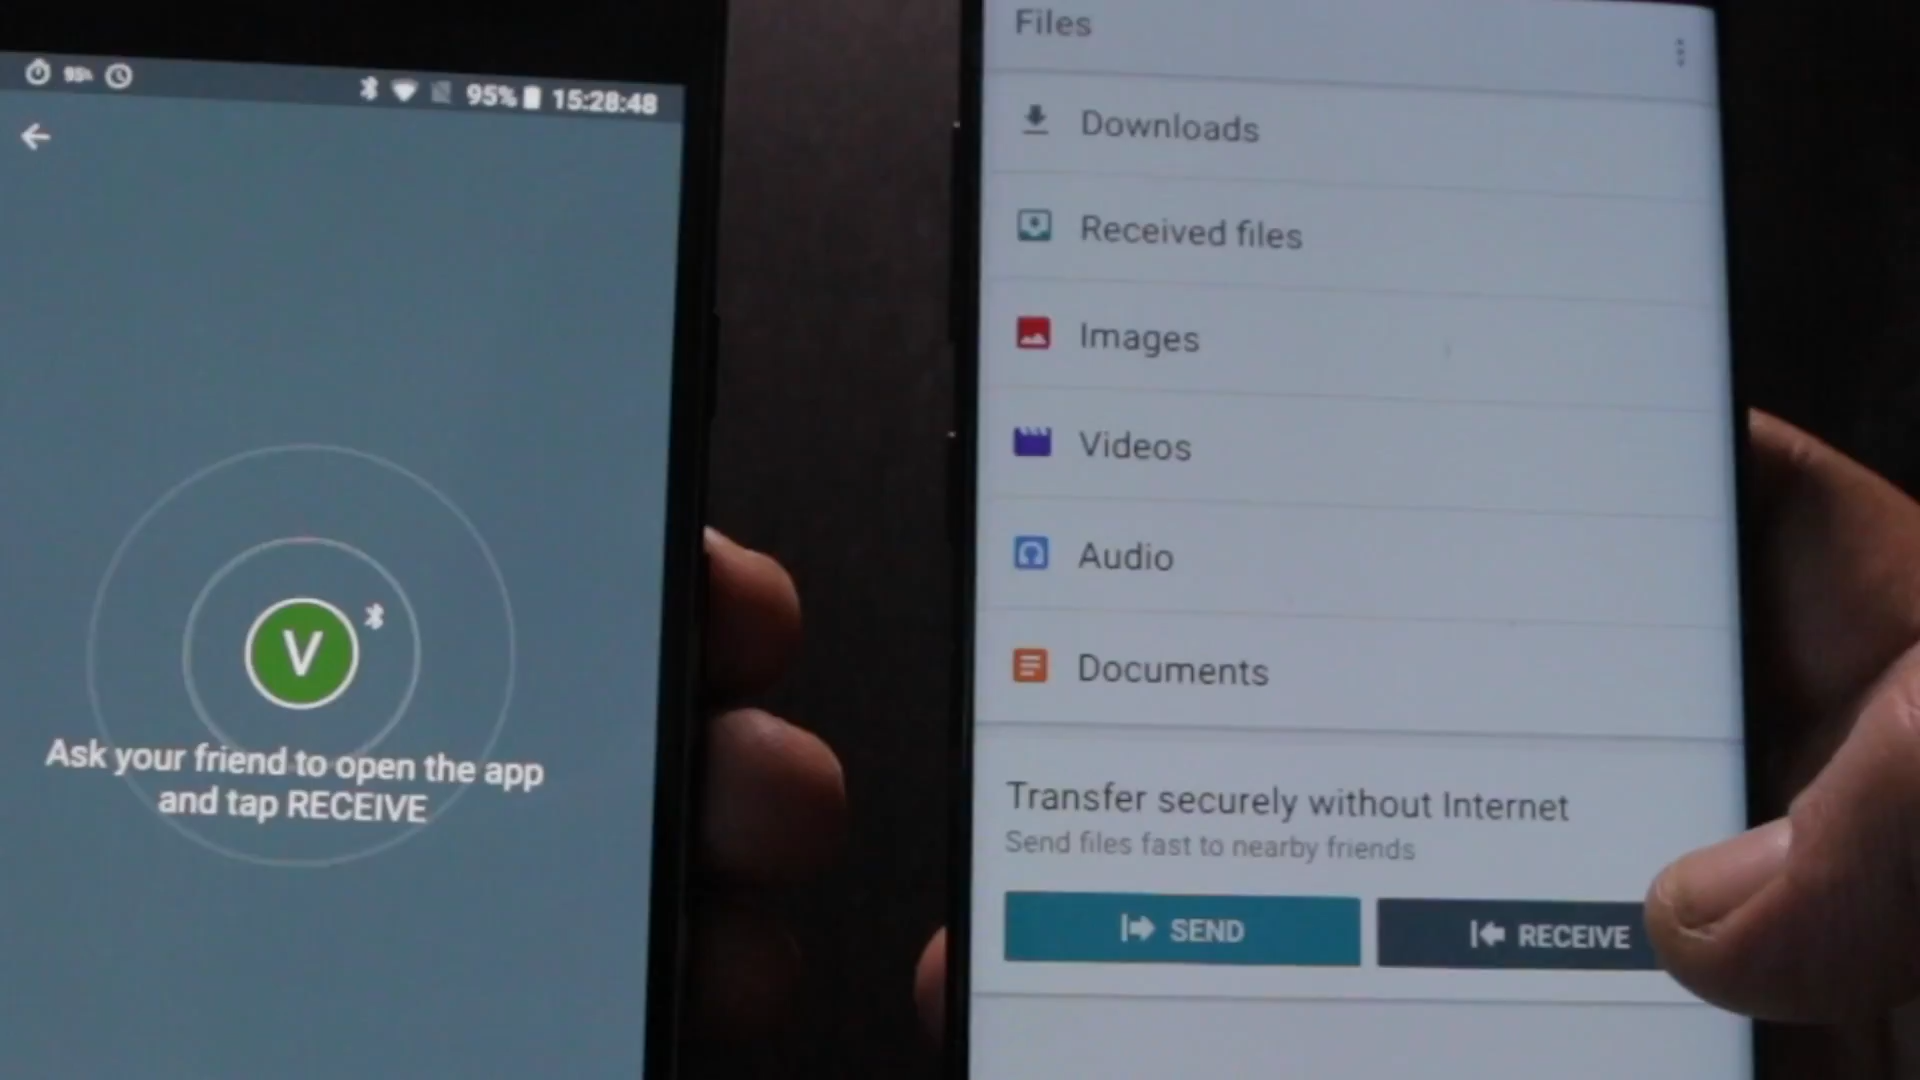 95%
95% 15:28:48
V
Ask your friend to open the app
and tap RECEIVE
Files
Downloads
Received files
Images
Videos
Audio
Documents
Transfer securely without Internet
Send files fast to nearby friends
SEND
RECEIVE